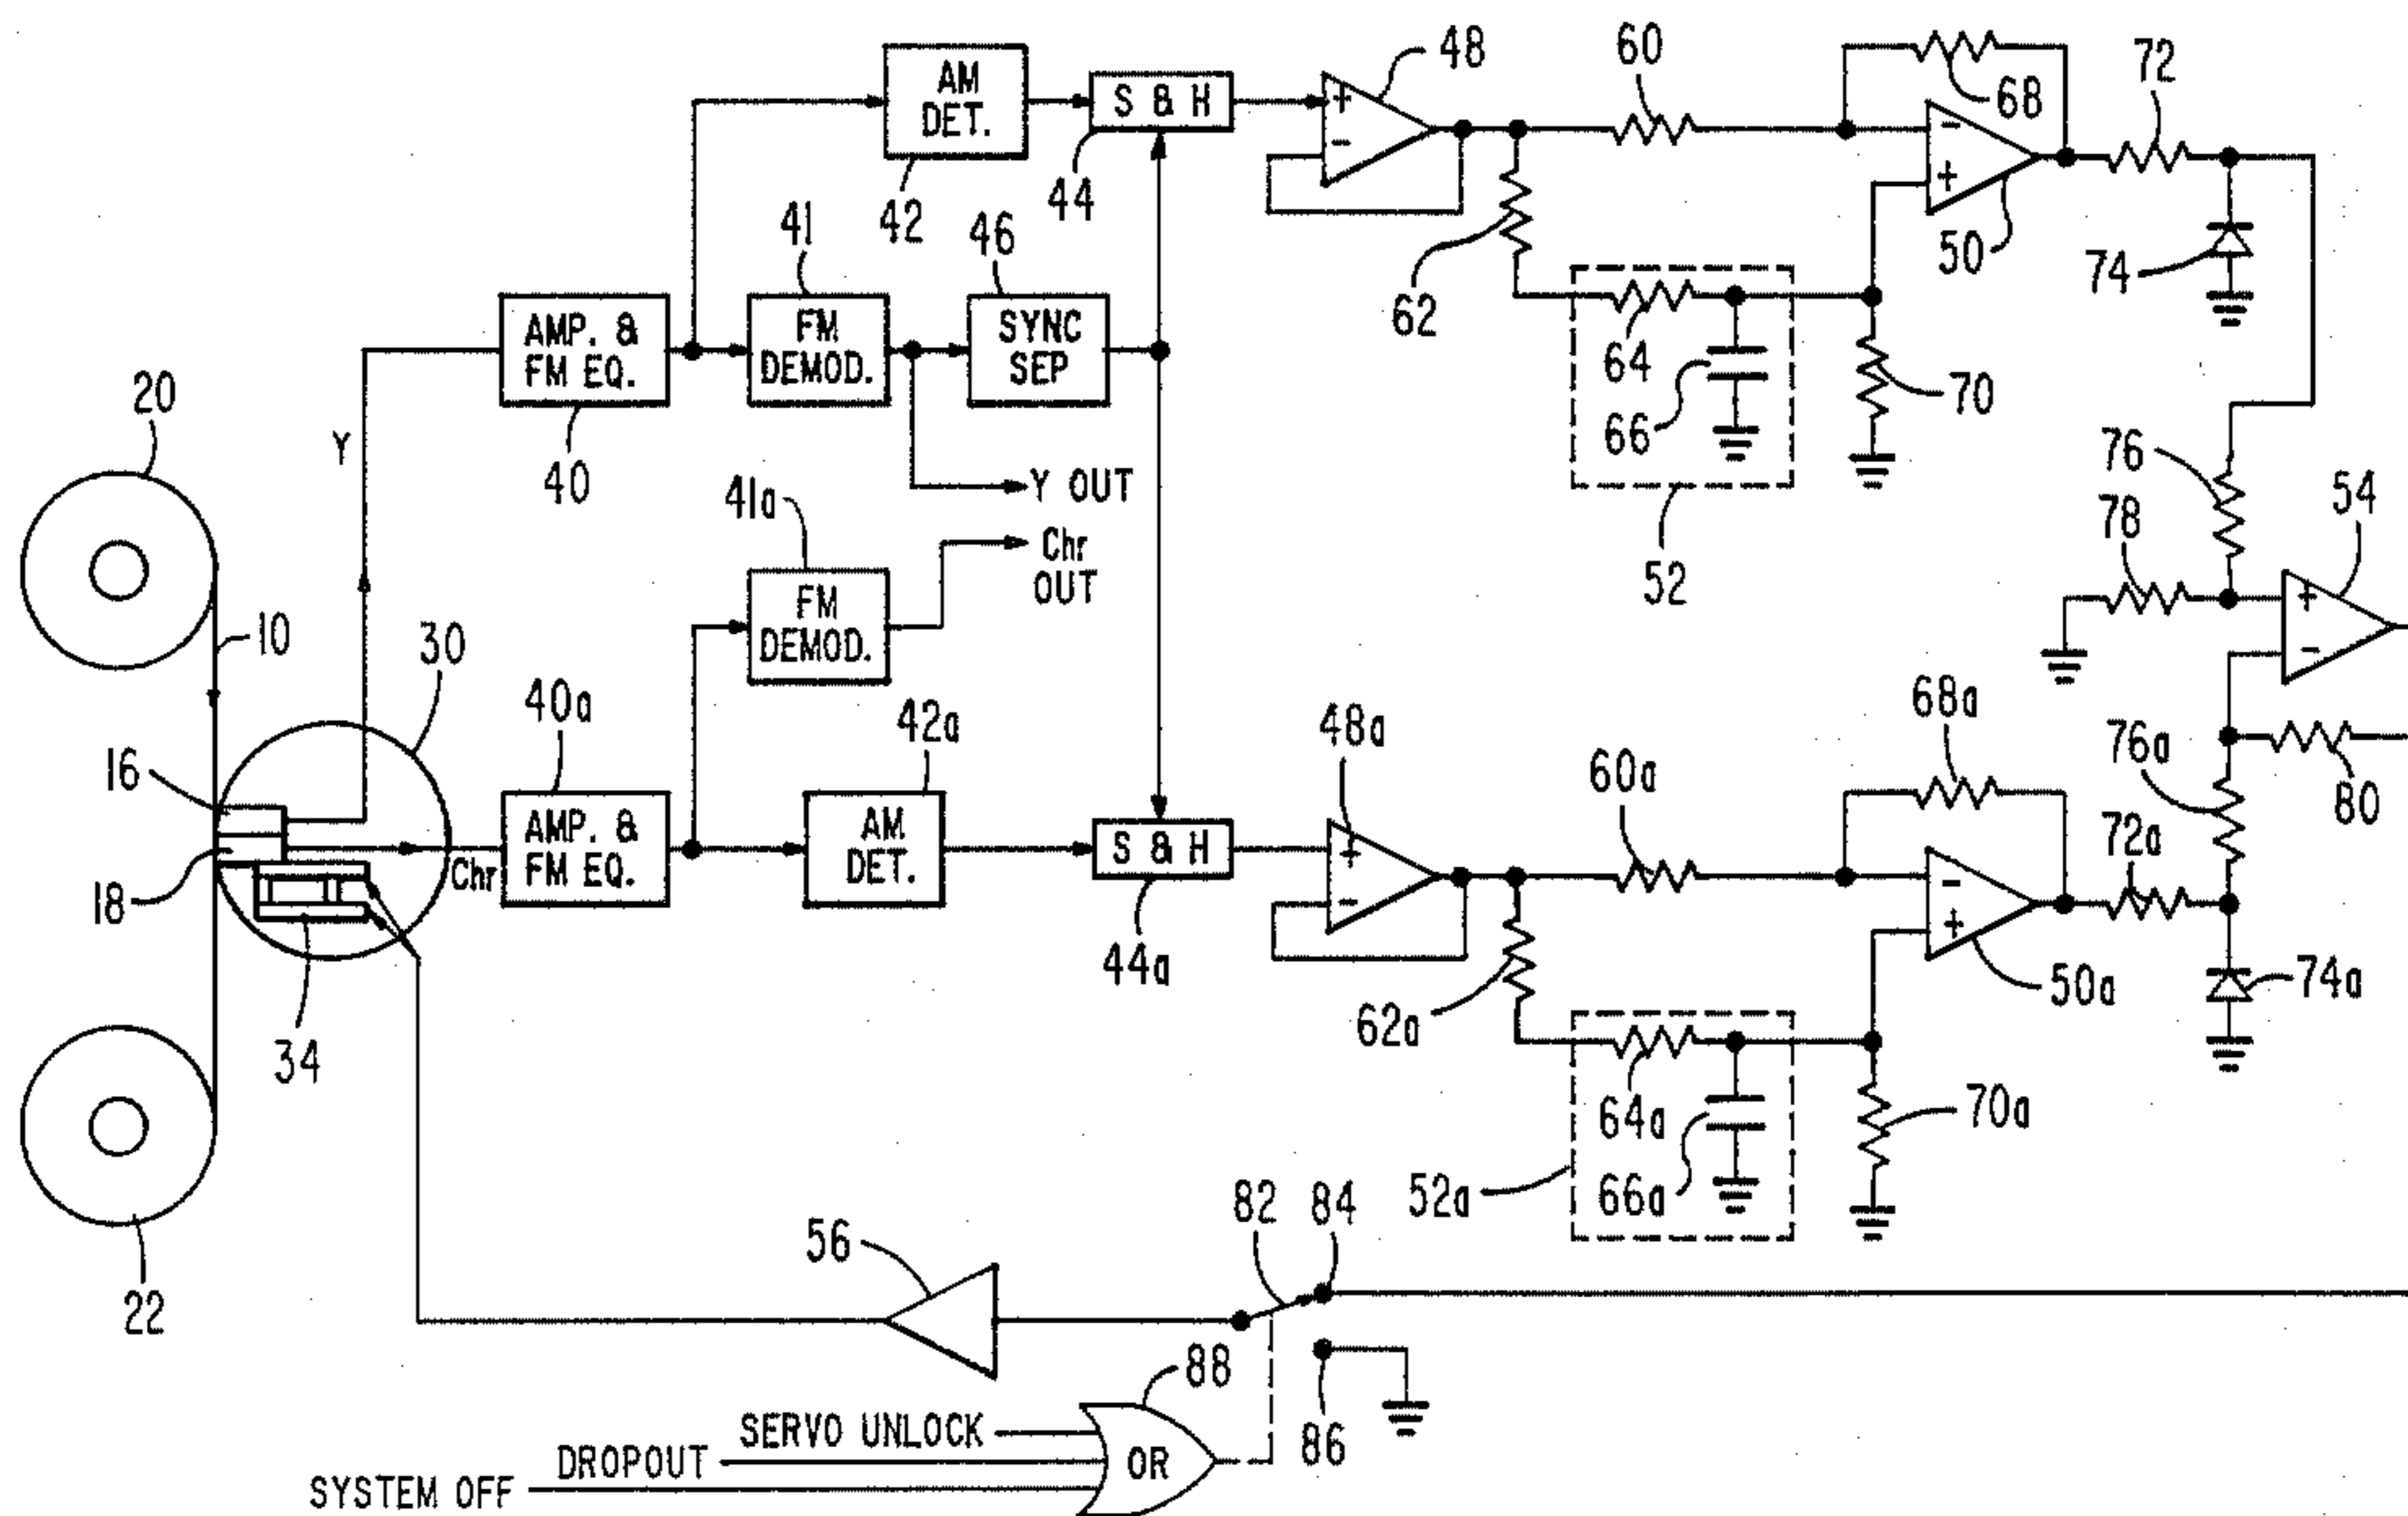 48
60
72
68
AM
DET.
S & H
+
-
-
+
42
44
41
46
62
50
74
AMP. &
FM EQ.
FM
DEMOD.
SYNC
SEP
64
66
70
20
Y
40
Y OUT
41a
Chr
OUT
52
76
78
54
10
30
FM
DEMOD.
+
-
40a
42a
48a
60a
68a
76a
80
16
18
Chr
AMP. &
FM EQ.
AM
DET.
S & H
+
-
-
+
72a
44a
62a
50a
74a
34
64a
66a
70a
52a
22
56
82
84
88
86
SERVO UNLOCK
DROPOUT
SYSTEM OFF
OR